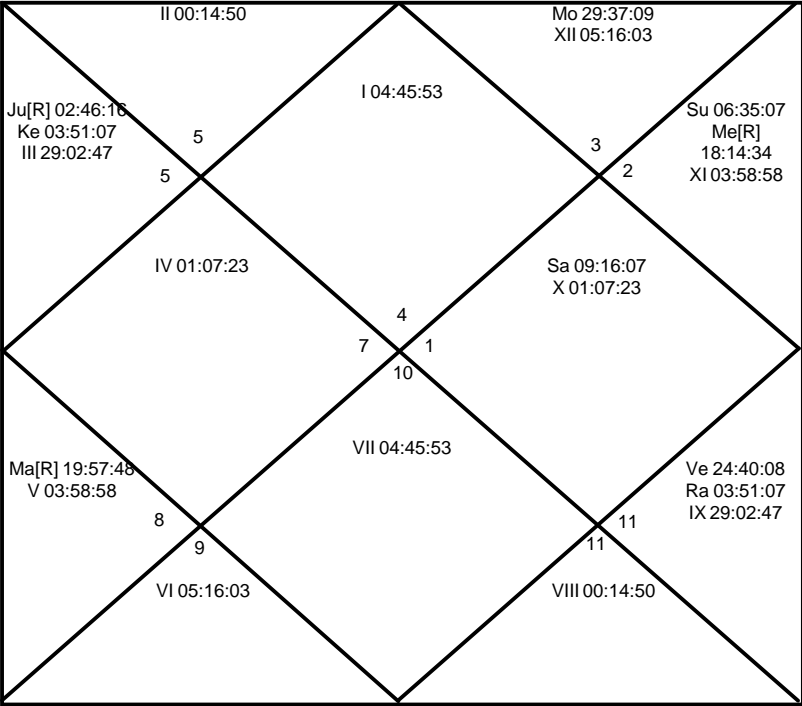 II 00:14:50
Mo 29:37:09
XII 05:16:03
I 04:45:53
Ju[R] 02:46:16
Ke 03:51:07
III 29:02:47
5
5
3
2
Su 06:35:07
Me[R]
18:14:34
XI 03:58:58
IV 01:07:23
Sa 09:16:07
X 01:07:23
4
7
1
10
VII 04:45:53
Ma[R] 19:57:48
V 03:58:58
8
9
Ve 24:40:08
Ra 03:51:07
IX 29:02:47
11
11
VI 05:16:03
VIII 00:14:50